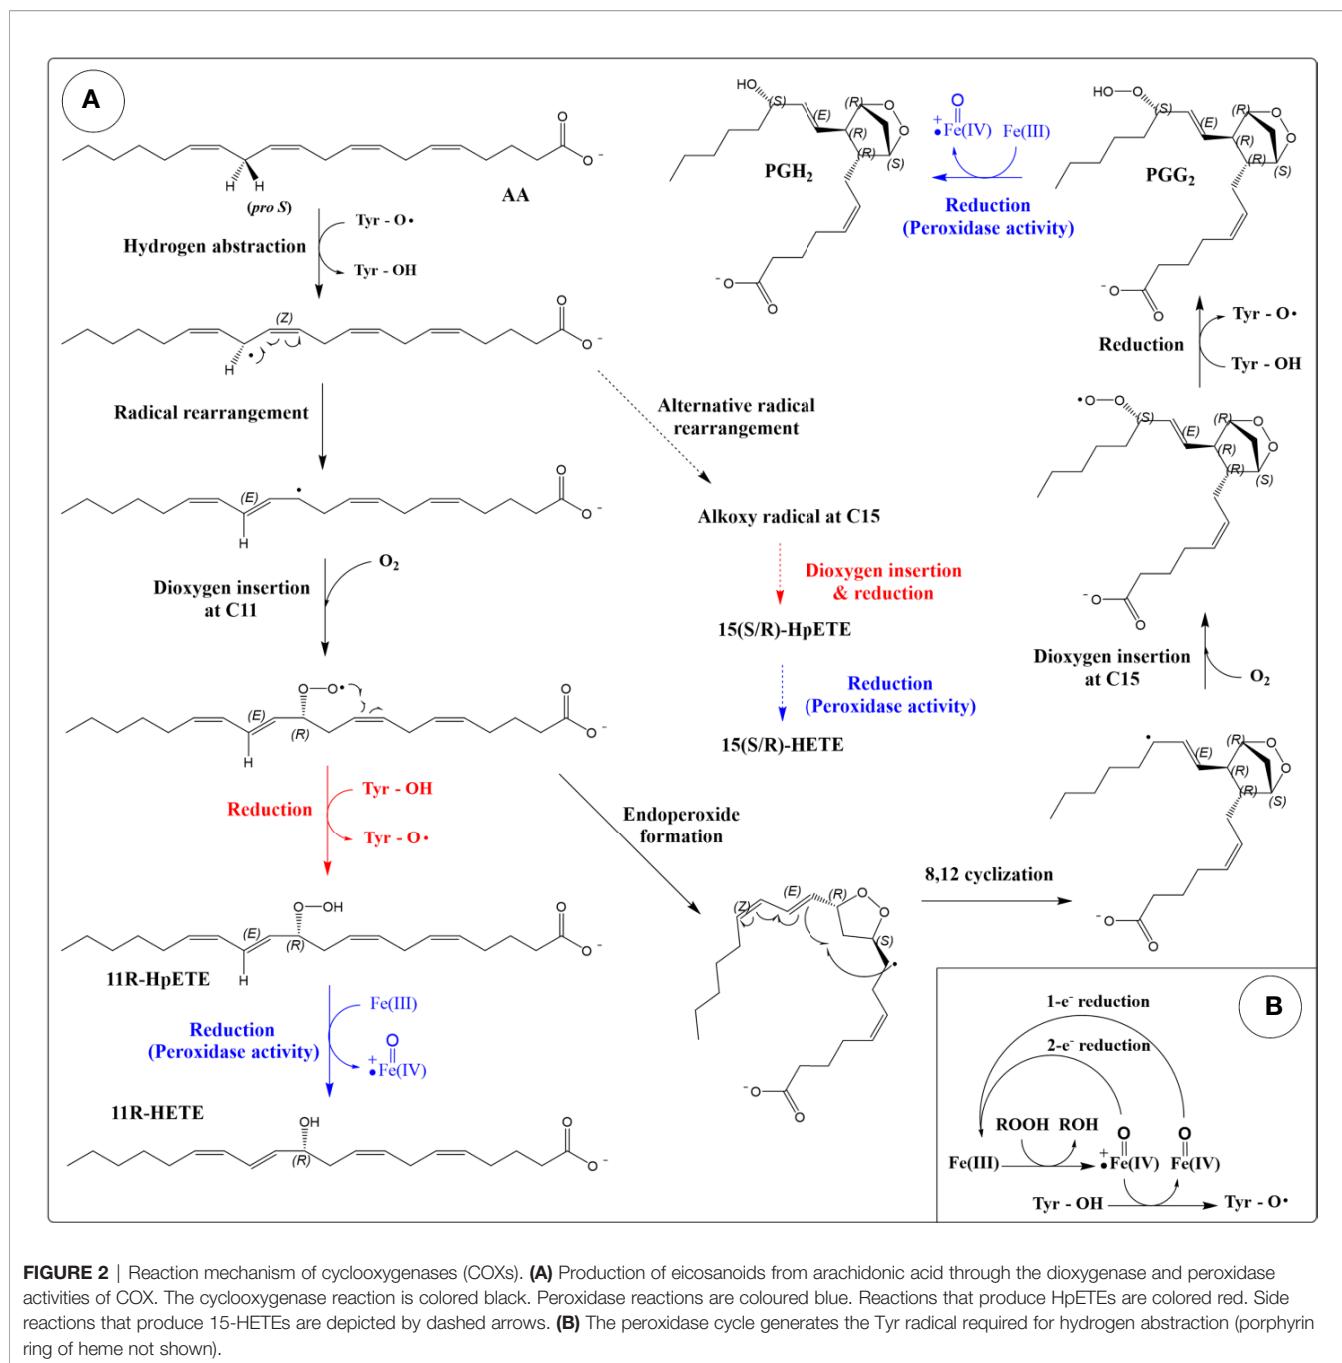 A
O
O-
H H
(pro S)
AA
Tyr - O•
Hydrogen abstraction
Tyr - OH
(Z)
O
O-
H
Radical rearrangement
Alternative radical
rearrangement
(E)
•
O
O-
H
O2
Dioxygen insertion
at C11
Alkoxy radical at C15
Dioxygen insertion
& reduction
15(S/R)-HpETE
Reduction
(Peroxidase activity)
15(S/R)-HETE
O—O•
(E)
(R)
H
O
O-
Tyr - OH
Reduction
Tyr - O•
Endoperoxide
formation
O—OH
(E)
(R)
H
O
O-
11R-HpETE
Fe(III)
Reduction
(Peroxidase activity)
O
+
•Fe(IV)
11R-HETE
OH
(R)
O
O-
(Z)
(E)
(R)
O
O
(S)
•
-O
O
8,12 cyclization
•
(E)
(R)
O
O
(R)
(R)
(S)
-O
O
Dioxygen insertion
at C15
O2
•O—O
(S)
(E)
(R)
O
O
(R)
(R)
(S)
-O
O
Reduction
Tyr - O•
Tyr - OH
HO—O
(S)
(E)
(R)
O
O
(R)
(R)
(S)
PGG2
-O
O
O
+
•Fe(IV) Fe(III)
Reduction
(Peroxidase activity)
HO
(S)
(E)
(R)
O
O
(R)
(R)
(S)
PGH2
-O
O
B
1-e- reduction
2-e- reduction
ROOH ROH
O O
+
Fe(III) •Fe(IV) Fe(IV)
Tyr - OH Tyr - O•
FIGURE 2 | Reaction mechanism of cyclooxygenases (COXs). (A) Production of eicosanoids from arachidonic acid through the dioxygenase and peroxidase
activities of COX. The cyclooxygenase reaction is colored black. Peroxidase reactions are coloured blue. Reactions that produce HpETEs are colored red. Side
reactions that produce 15-HETEs are depicted by dashed arrows. (B) The peroxidase cycle generates the Tyr radical required for hydrogen abstraction (porphyrin
ring of heme not shown).